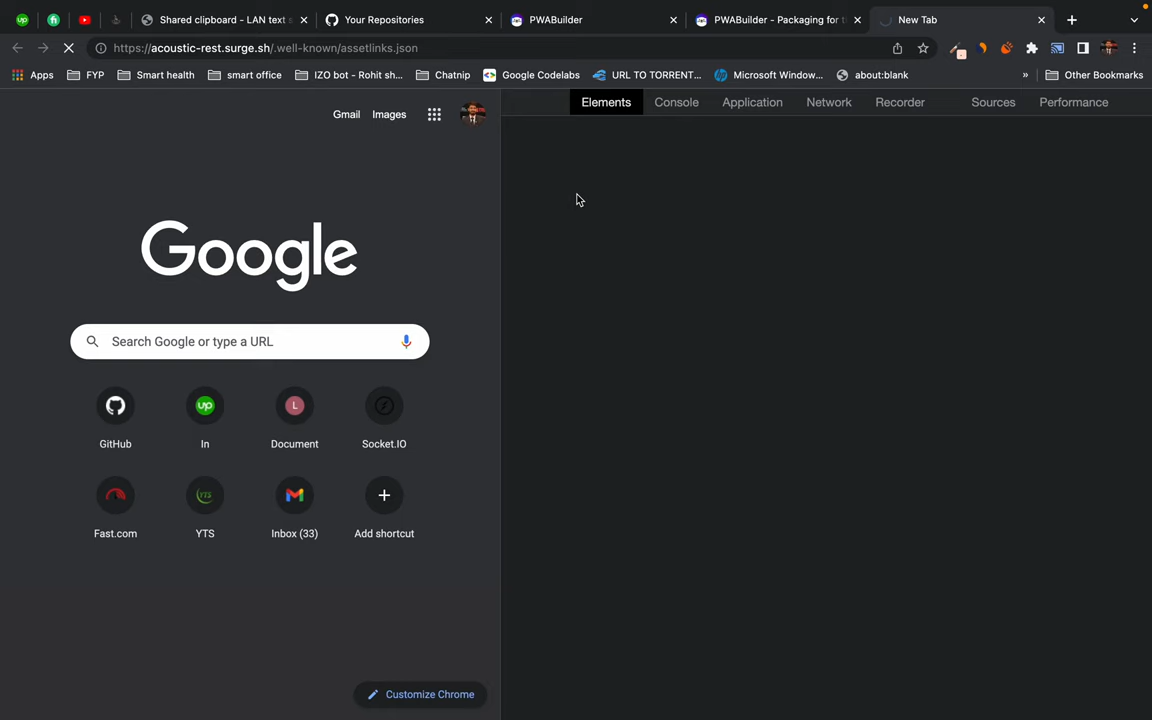 Shared clipboard - LAN text s
Your Repositories
PWABuilder
PWABuilder - Packaging for t
New Tab
https://acoustic-rest.surge.sh/.well-known/assetlinks.json
Apps
FYP
Smart health
smart office
IZO bot - Rohit sh...
Chatnip
Google Codelabs
URL TO TORRENT...
Microsoft Window...
about:blank
»
Other Bookmarks
Gmail
Images
Elements
Console
Application
Network
Recorder
Sources
Performance
Google
Search Google or type a URL
GitHub
In
Document
Socket.IO
Fast.com
YTS
Inbox (33)
Add shortcut
Customize Chrome